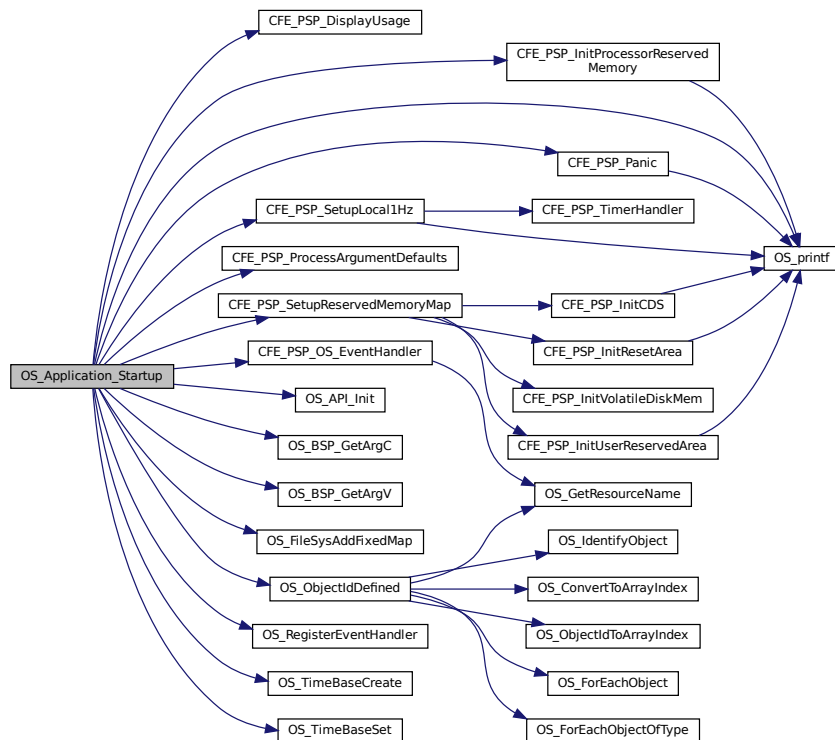 CFE_PSP_DisplayUsage
CFE_PSP_InitProcessorReserved
Memory
CFE_PSP_Panic
CFE_PSP_SetupLocal1Hz
CFE_PSP_TimerHandler
CFE_PSP_ProcessArgumentDefaults
OS_printf
CFE_PSP_SetupReservedMemoryMap
CFE_PSP_InitCDS
CFE_PSP_OS_EventHandler
CFE_PSP_InitResetArea
OS_Application_Startup
OS_API_Init
CFE_PSP_InitVolatileDiskMem
OS_BSP_GetArgC
CFE_PSP_InitUserReservedArea
OS_BSP_GetArgV
OS_GetResourceName
OS_FileSysAddFixedMap
OS_IdentifyObject
OS_ObjectIdDefined
OS_ConvertToArrayIndex
OS_RegisterEventHandler
OS_ObjectIdToArrayIndex
OS_TimeBaseCreate
OS_ForEachObject
OS_TimeBaseSet
OS_ForEachObjectOfType